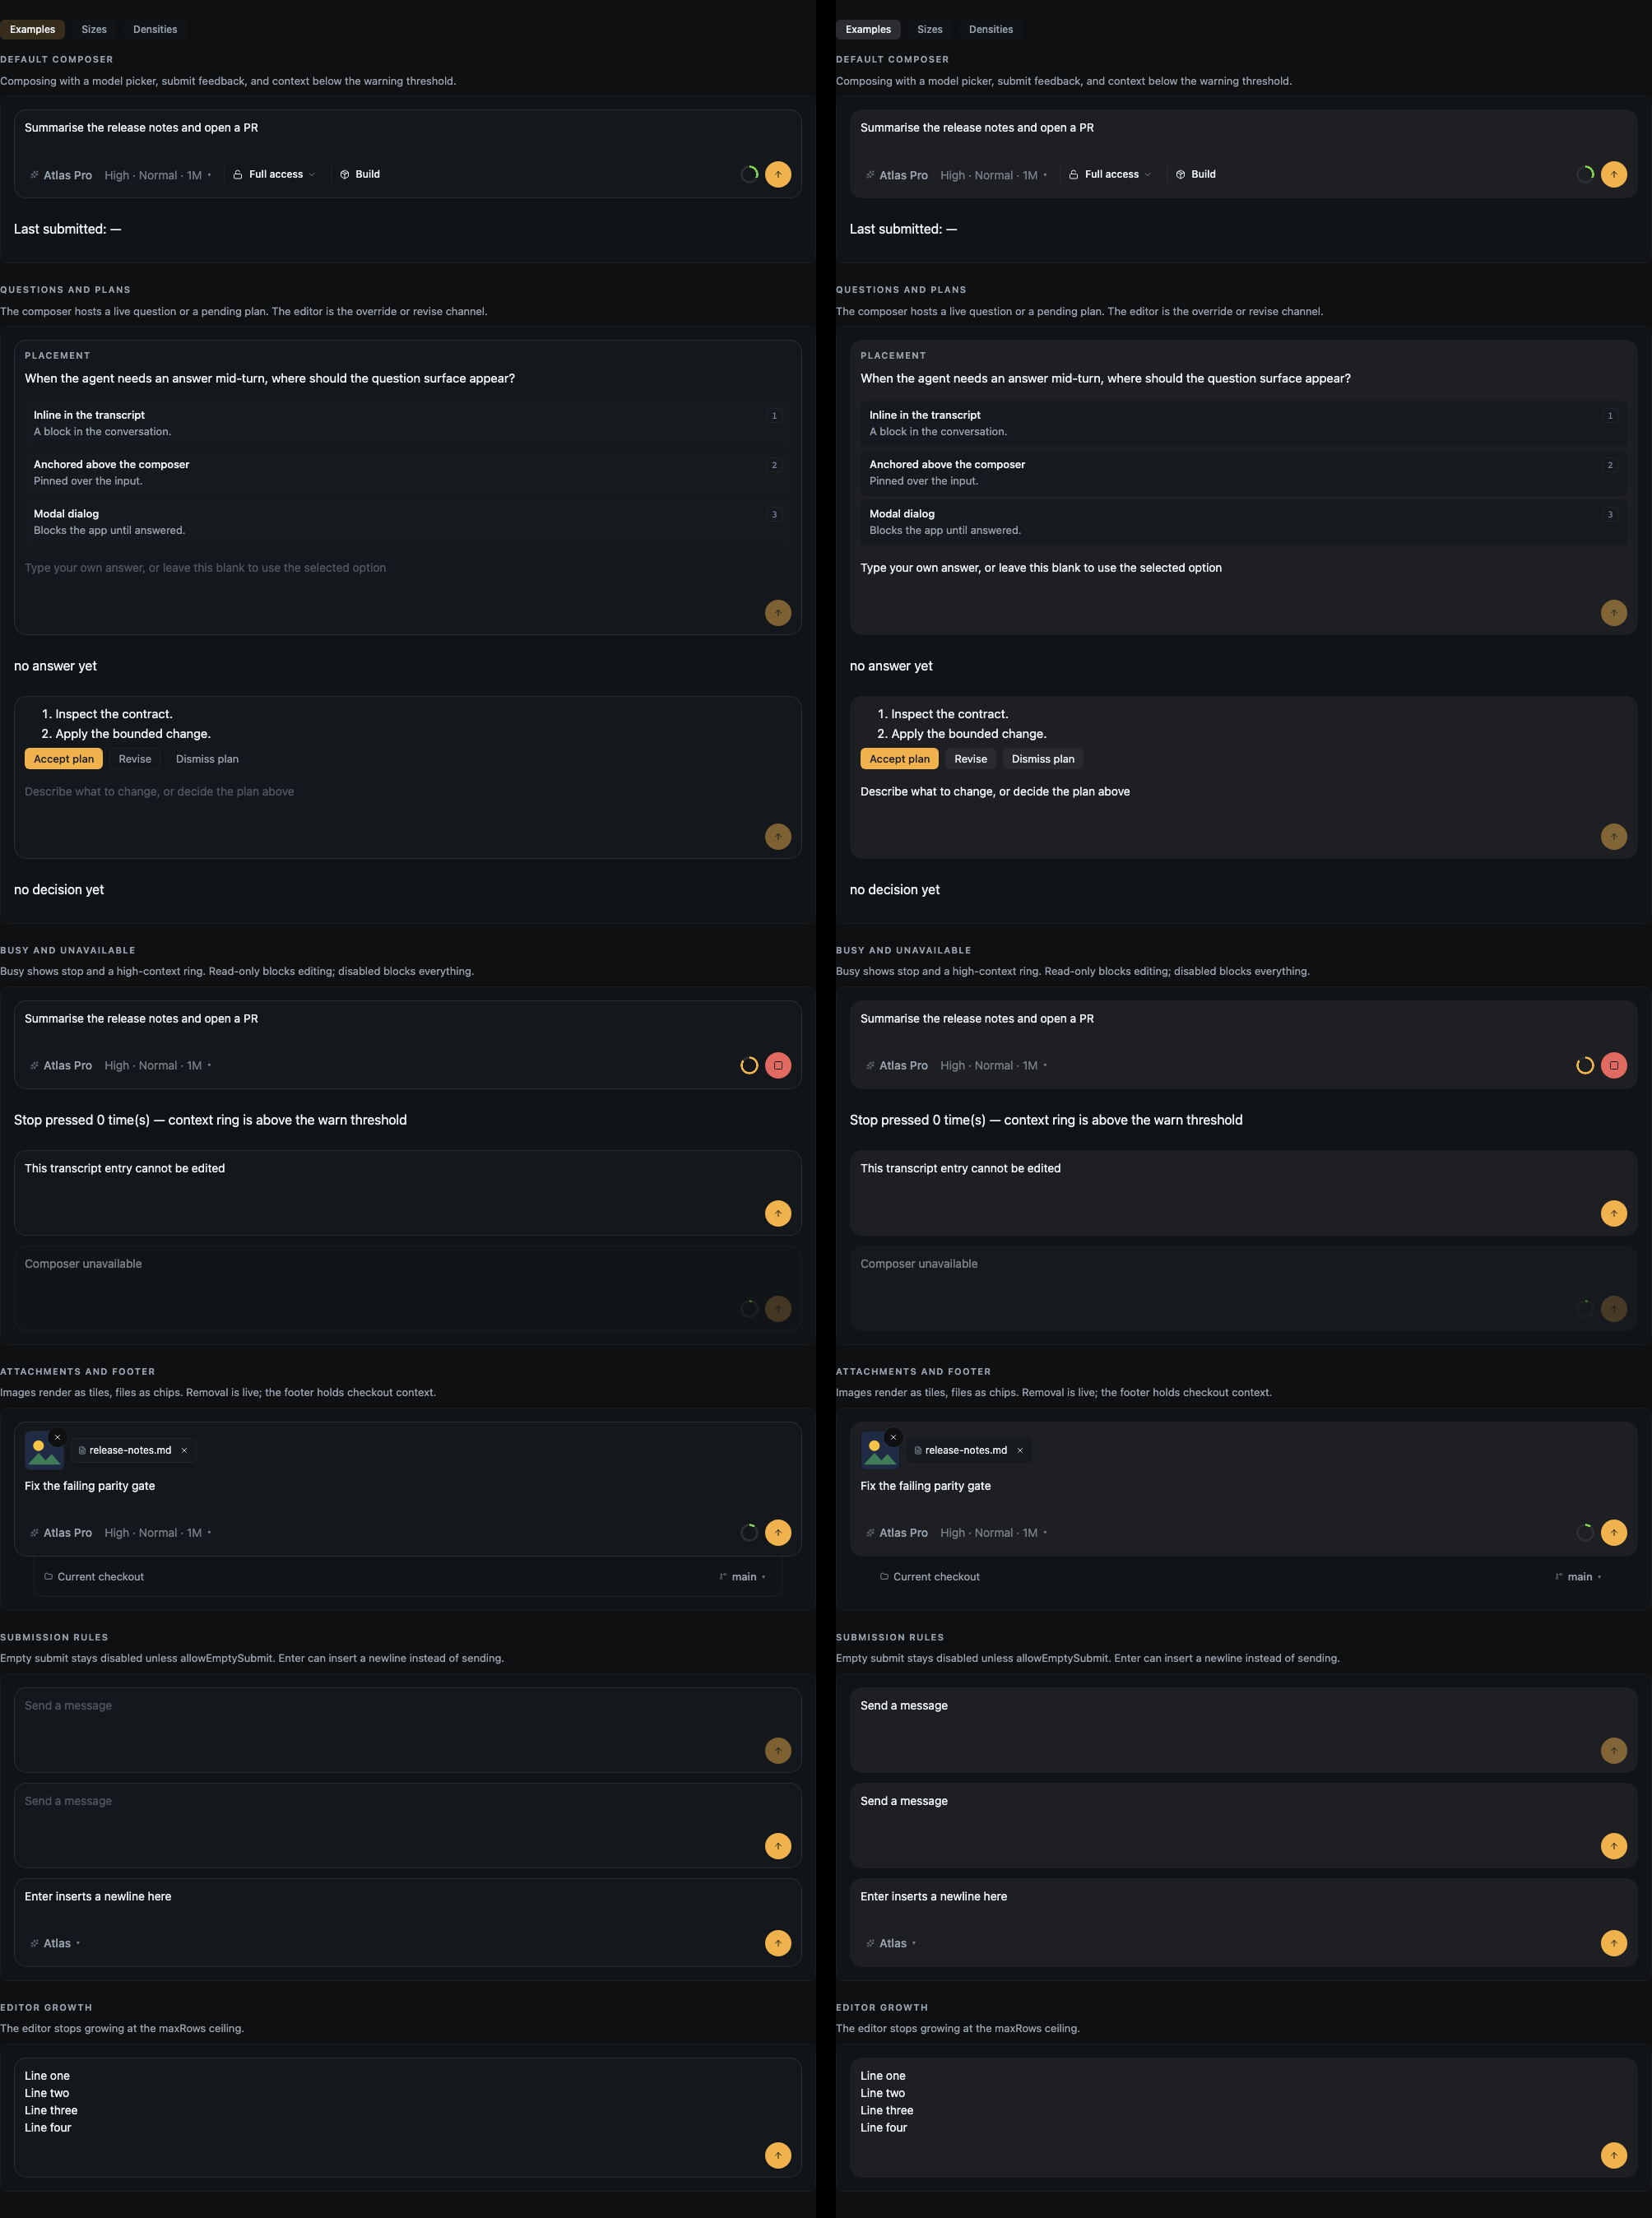 Examples Sizes Densities
DEFAULT COMPOSER
Composing with a model picker, submit feedback, and context below the warning threshold.
Summarise the release notes and open a PR
Atlas Pro High · Normal · 1M Full access Build
Last submitted: —
QUESTIONS AND PLANS
The composer hosts a live question or a pending plan. The editor is the override or revise channel.
PLACEMENT
When the agent needs an answer mid-turn, where should the question surface appear?
Inline in the transcript 1
A block in the conversation.
Anchored above the composer 2
Pinned over the input.
Modal dialog 3
Blocks the app until answered.
Type your own answer, or leave this blank to use the selected option
no answer yet
1. Inspect the contract.
2. Apply the bounded change.
Accept plan Revise Dismiss plan
Describe what to change, or decide the plan above
no decision yet
BUSY AND UNAVAILABLE
Busy shows stop and a high-context ring. Read-only blocks editing; disabled blocks everything.
Summarise the release notes and open a PR
Atlas Pro High · Normal · 1M
Stop pressed 0 time(s) — context ring is above the warn threshold
This transcript entry cannot be edited
Composer unavailable
ATTACHMENTS AND FOOTER
Images render as tiles, files as chips. Removal is live; the footer holds checkout context.
release-notes.md
Fix the failing parity gate
Atlas Pro High · Normal · 1M
Current checkout main
SUBMISSION RULES
Empty submit stays disabled unless allowEmptySubmit. Enter can insert a newline instead of sending.
Send a message
Send a message
Enter inserts a newline here
Atlas
EDITOR GROWTH
The editor stops growing at the maxRows ceiling.
Line one
Line two
Line three
Line four
Examples Sizes Densities
DEFAULT COMPOSER
Composing with a model picker, submit feedback, and context below the warning threshold.
Summarise the release notes and open a PR
Atlas Pro High · Normal · 1M Full access Build
Last submitted: —
QUESTIONS AND PLANS
The composer hosts a live question or a pending plan. The editor is the override or revise channel.
PLACEMENT
When the agent needs an answer mid-turn, where should the question surface appear?
Inline in the transcript 1
A block in the conversation.
Anchored above the composer 2
Pinned over the input.
Modal dialog 3
Blocks the app until answered.
Type your own answer, or leave this blank to use the selected option
no answer yet
1. Inspect the contract.
2. Apply the bounded change.
Accept plan Revise Dismiss plan
Describe what to change, or decide the plan above
no decision yet
BUSY AND UNAVAILABLE
Busy shows stop and a high-context ring. Read-only blocks editing; disabled blocks everything.
Summarise the release notes and open a PR
Atlas Pro High · Normal · 1M
Stop pressed 0 time(s) — context ring is above the warn threshold
This transcript entry cannot be edited
Composer unavailable
ATTACHMENTS AND FOOTER
Images render as tiles, files as chips. Removal is live; the footer holds checkout context.
release-notes.md
Fix the failing parity gate
Atlas Pro High · Normal · 1M
Current checkout main
SUBMISSION RULES
Empty submit stays disabled unless allowEmptySubmit. Enter can insert a newline instead of sending.
Send a message
Send a message
Enter inserts a newline here
Atlas
EDITOR GROWTH
The editor stops growing at the maxRows ceiling.
Line one
Line two
Line three
Line four